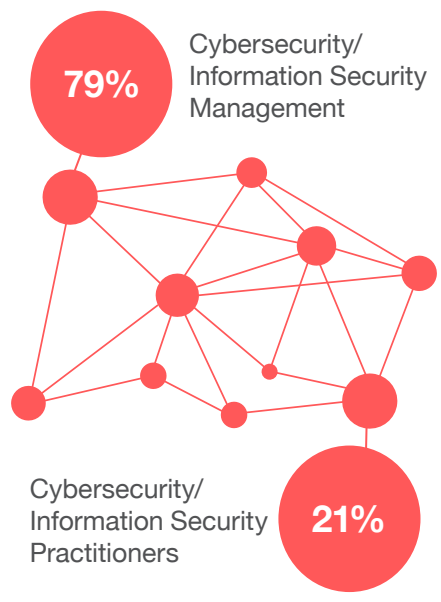 79%
Cybersecurity/
Information Security
Management
Cybersecurity/
Information Security
Practitioners
21%